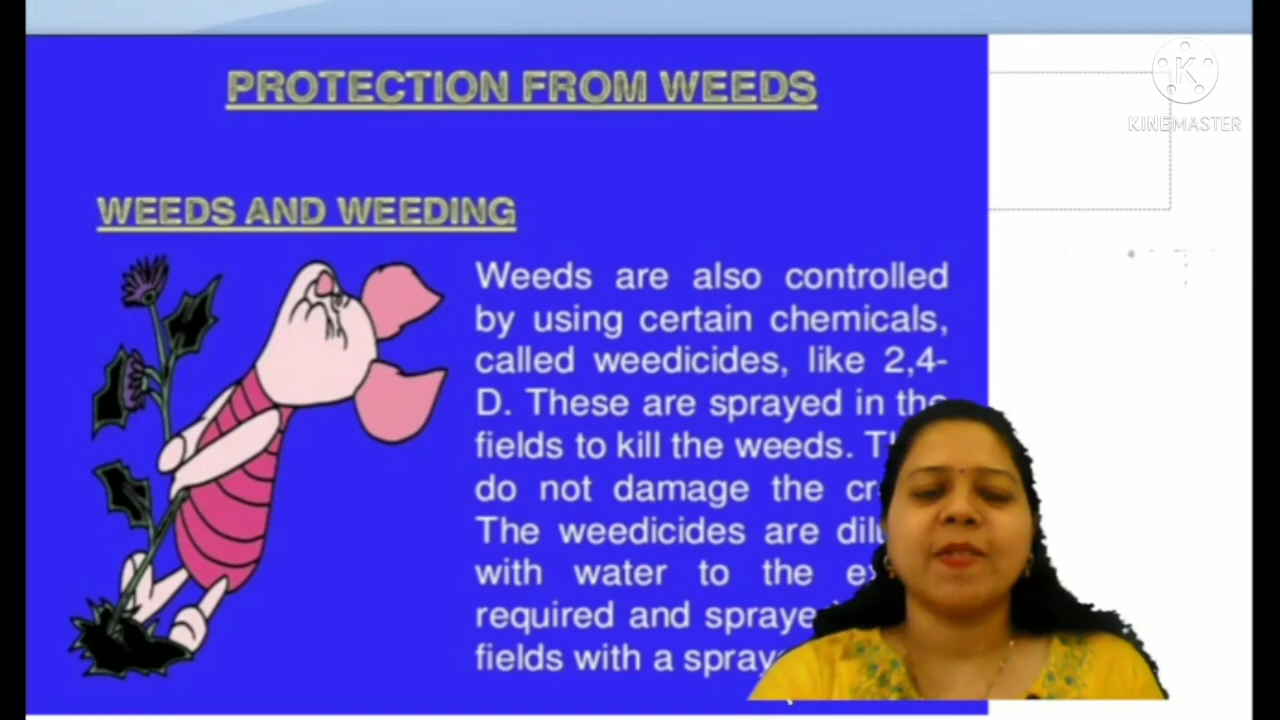 PROTECTION FROM WEEDS
WEEDS AND WEEDING
Weeds are also controlled
by using certain chemicals,
called weedicides, like 2,4-
D. These are sprayed in the
fields to kill the weeds.
do not damage the
The weedicides are
with water to the
required and
fields with a
K
KINEMASTER